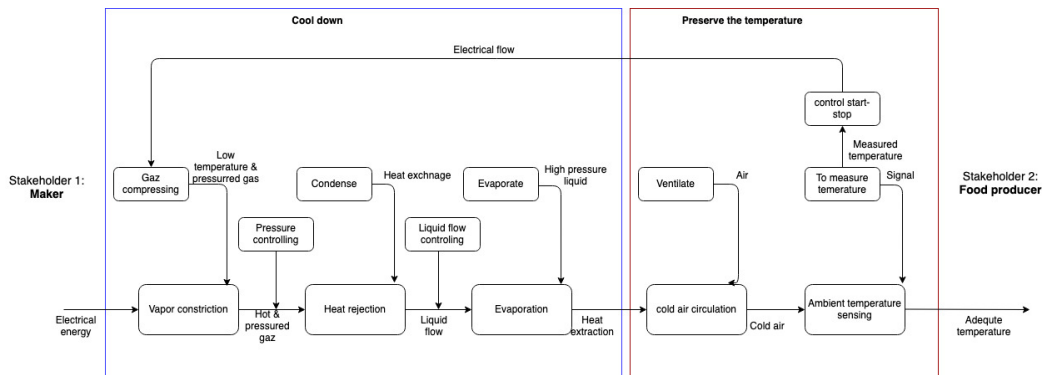 Cool down
Preserve the temperature
Electrical flow
control start-
stop
Low
temperature &
pressurred gas
Measured
temperature
Stakeholder 1:
Maker
Gaz
compressing
Condense
Heat exchnage
Evaporate
High pressure
liquid
Ventilate
Air
To measure
temerature
Signal
Stakeholder 2:
Food producer
Pressure
controlling
Liquid flow
controling
Vapor constriction
Heat rejection
Evaporation
cold air circulation
Ambient temperature
sensing
Electrical
energy
Hot &
pressured
gaz
Liquid
flow
Heat
extraction
Cold air
Adequte
temperature